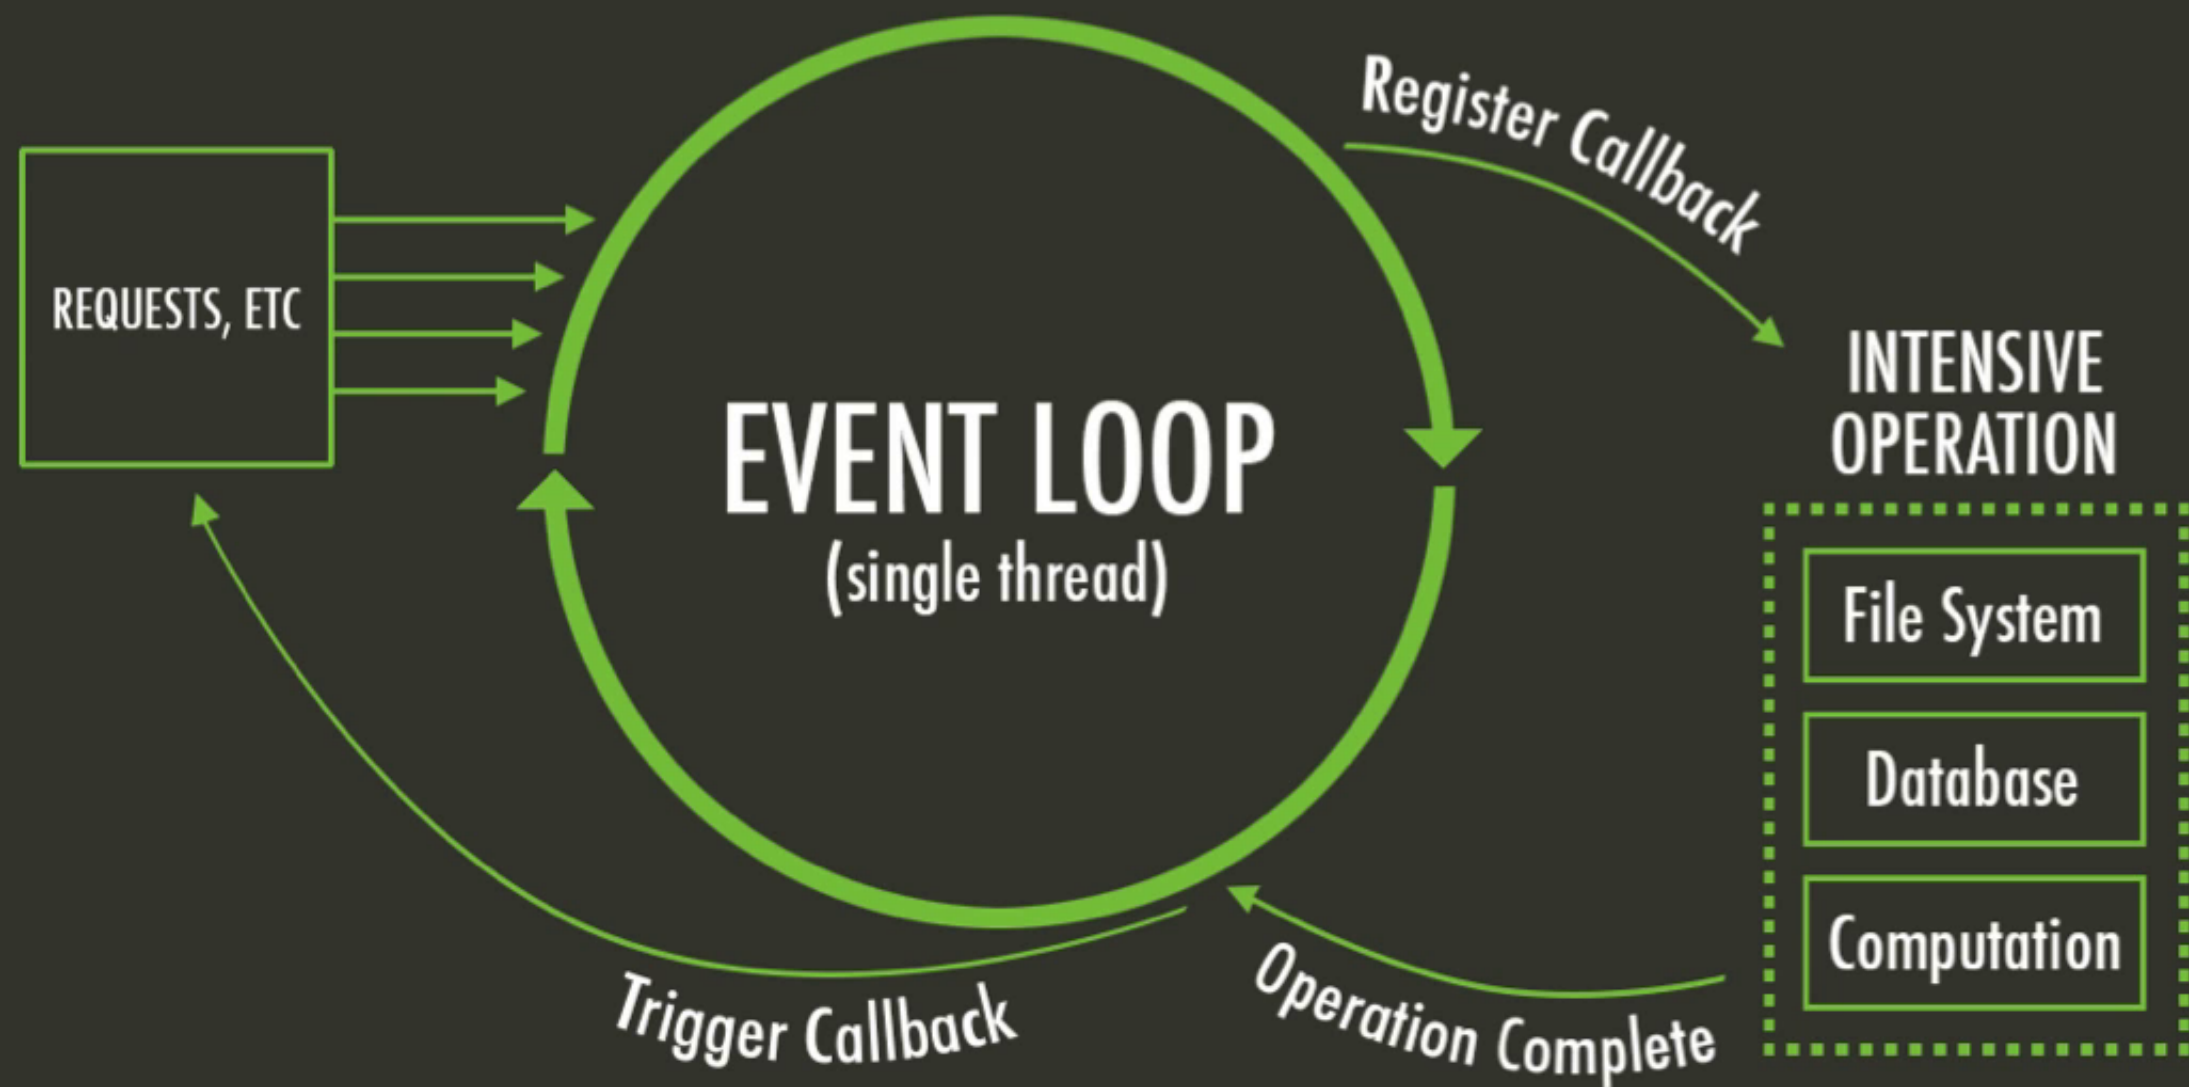 Register Callback
REQUESTS, ETC
INTENSIVE
OPERATION
EVENT LOOP
(single thread)
File System
Database
Computation
Operation Complete
Trigger Callback